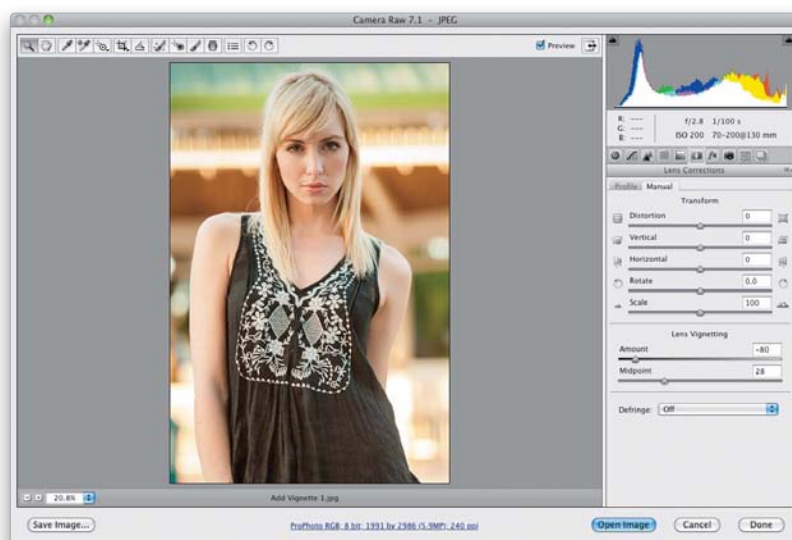 Camera Raw 7.1 - JPEG
Preview
R: ---
G: ---
B: ---
f/2.8 1/100 s
ISO 200 70-200@130 mm
Lens Corrections
Profile Manual
Transform
Distortion 0
Vertical 0
Horizontal 0
Rotate 0.0
Scale 100
Lens Vignetting
Amount -80
Midpoint 28
Defringe: Off
20.8%
Add Vignette 1.jpg
Save Image...
ProPhoto RGB; 8 bit; 1991 by 2986 (5.9MP); 240 ppi
Open Image
Cancel
Done